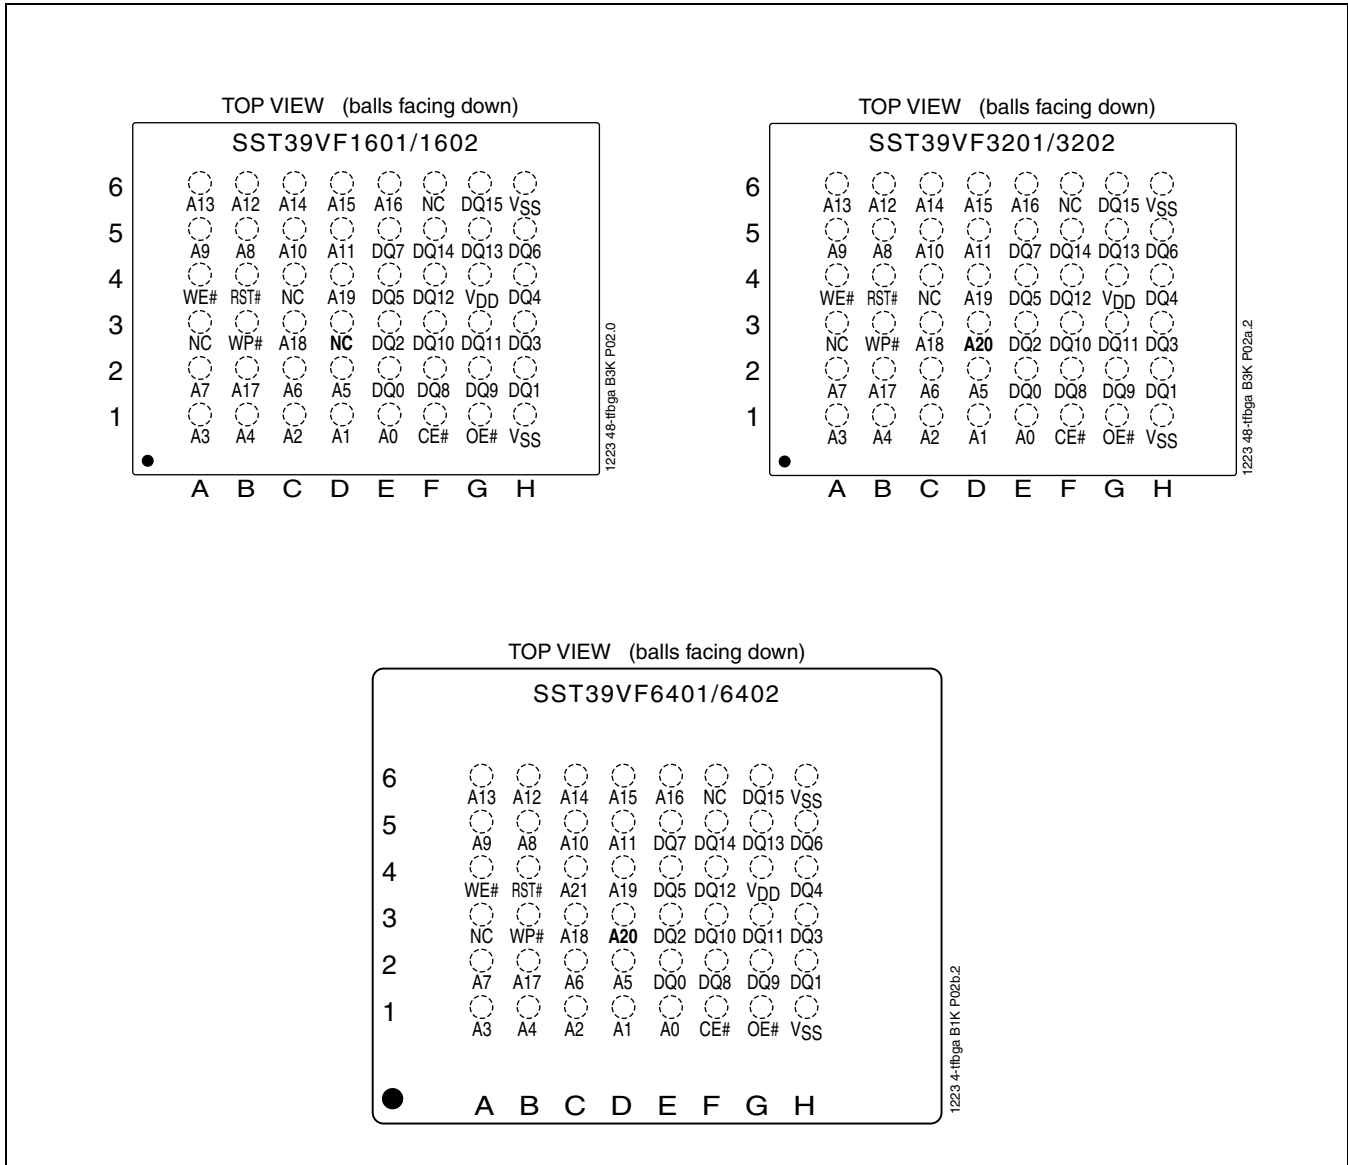 TOP VIEW (balls facing down)
SST39VF1601/1602
6
A13 A12 A14 A15 A16 NC DQ15 VSS
5
A9 A8 A10 A11 DQ7 DQ14 DQ13 DQ6
4
WE# RST# NC A19 DQ5 DQ12 VDD DQ4
3
NC WP# A18 NC DQ2 DQ10 DQ11 DQ3
2
A7 A17 A6 A5 DQ0 DQ8 DQ9 DQ1
1
A3 A4 A2 A1 A0 CE# OE# VSS
A B C D E F G H
1223 48-tfbga B3K P02.0
TOP VIEW (balls facing down)
SST39VF3201/3202
6
A13 A12 A14 A15 A16 NC DQ15 VSS
5
A9 A8 A10 A11 DQ7 DQ14 DQ13 DQ6
4
WE# RST# NC A19 DQ5 DQ12 VDD DQ4
3
NC WP# A18 A20 DQ2 DQ10 DQ11 DQ3
2
A7 A17 A6 A5 DQ0 DQ8 DQ9 DQ1
1
A3 A4 A2 A1 A0 CE# OE# VSS
A B C D E F G H
1223 48-tfbga B3K P02a.2
TOP VIEW (balls facing down)
SST39VF6401/6402
6
A13 A12 A14 A15 A16 NC DQ15 VSS
5
A9 A8 A10 A11 DQ7 DQ14 DQ13 DQ6
4
WE# RST# A21 A19 DQ5 DQ12 VDD DQ4
3
NC WP# A18 A20 DQ2 DQ10 DQ11 DQ3
2
A7 A17 A6 A5 DQ0 DQ8 DQ9 DQ1
1
A3 A4 A2 A1 A0 CE# OE# VSS
A B C D E F G H
1223 4-tfbga B1K P02b.2